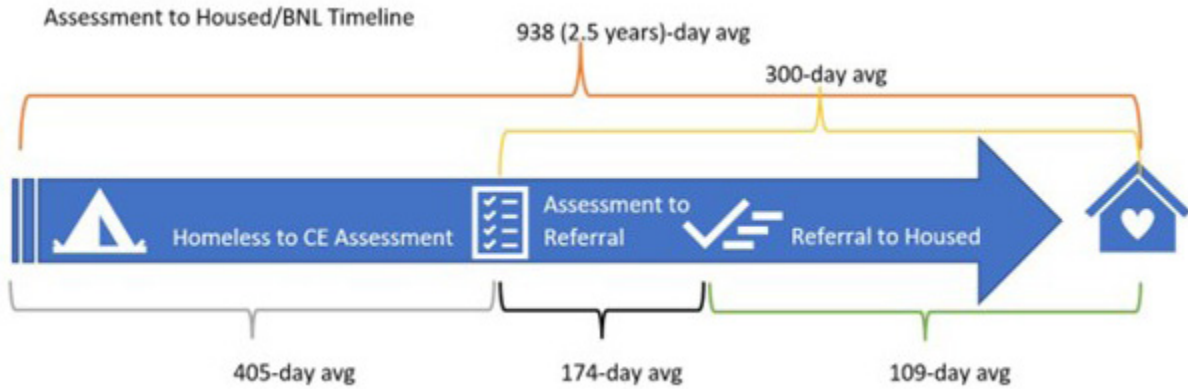 Assessment to Housed/BNL Timeline
938 (2.5 years)-day avg
300-day avg
Homeless to CE Assessment
Assessment to
Referral
Referral to Housed
405-day avg
174-day avg
109-day avg